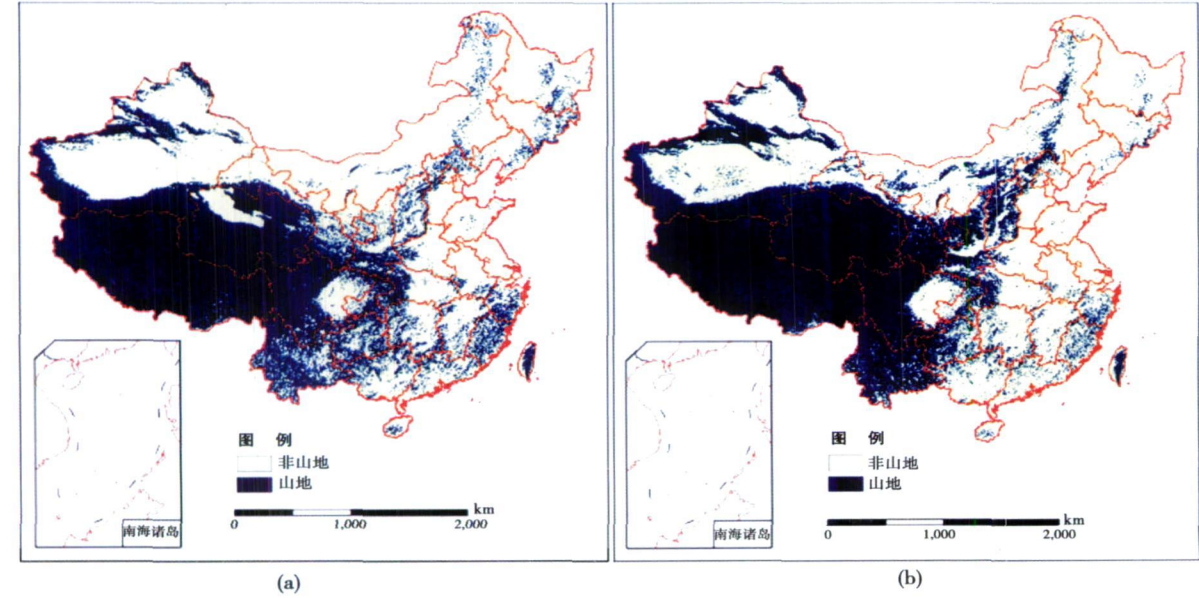 图 例
非山地
山地
km
0 1,000 2,000
南海诸岛
(a)
图 例
非山地
山地
km
0 1,000 2,000
南海诸岛
(b)